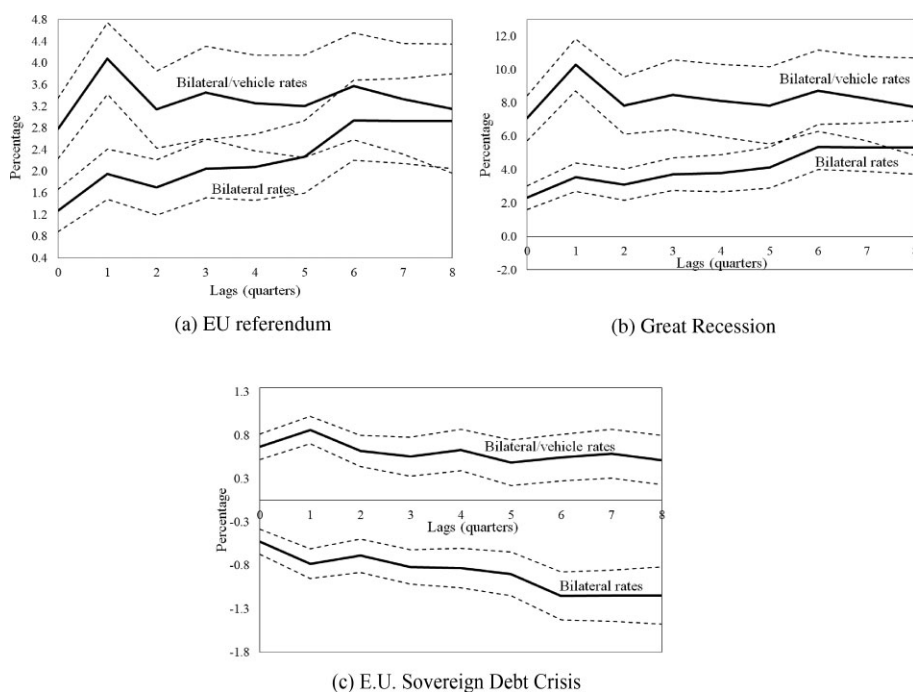 4.8
4.4
4.0
3.6
3.2
2.8
2.4
2.0
1.6
1.2
0.8
0.4
Percentage
Bilateral/vehicle rates
Bilateral rates
0 1 2 3 4 5 6 7 8
Lags (quarters)
(a) EU referendum
12.0
10.0
8.0
6.0
4.0
2.0
0.0
-2.0
Percentage
Bilateral/vehicle rates
Bilateral rates
0 1 2 3 4 5 6 7 8
Lags (quarters)
(b) Great Recession
1.3
0.8
0.3
-0.3
-0.8
-1.3
-1.8
Percentage
Bilateral/vehicle rates
0 1 2 3 4 5 6 7 8
Lags (quarters)
Bilateral rates
(c) E.U. Sovereign Debt Crisis